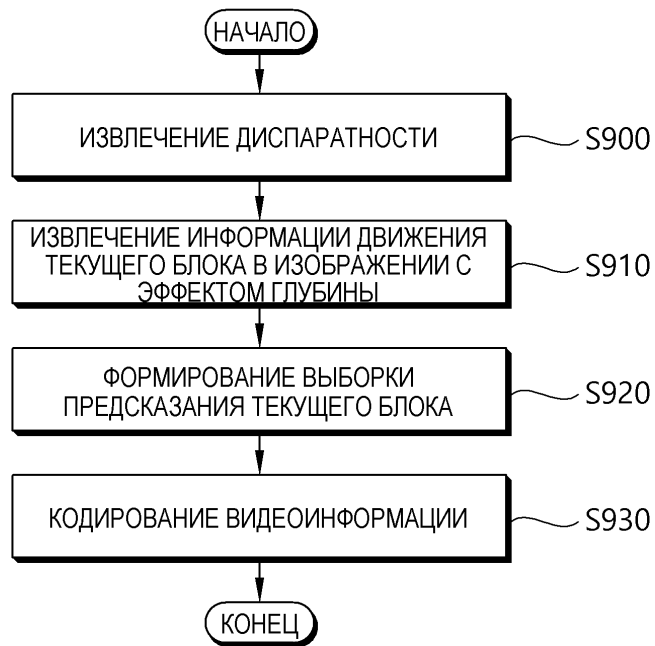 НАЧАЛО
ИЗВЛЕЧЕНИЕ ДИСПАРАТНОСТИ
S900
ИЗВЛЕЧЕНИЕ ИНФОРМАЦИИ ДВИЖЕНИЯ
ТЕКУЩЕГО БЛОКА В ИЗОБРАЖЕНИИ С
ЭФФЕКТОМ ГЛУБИНЫ
S910
ФОРМИРОВАНИЕ ВЫБОРКИ
ПРЕДСКАЗАНИЯ ТЕКУЩЕГО БЛОКА
S920
КОДИРОВАНИЕ ВИДЕОИНФОРМАЦИИ
S930
КОНЕЦ